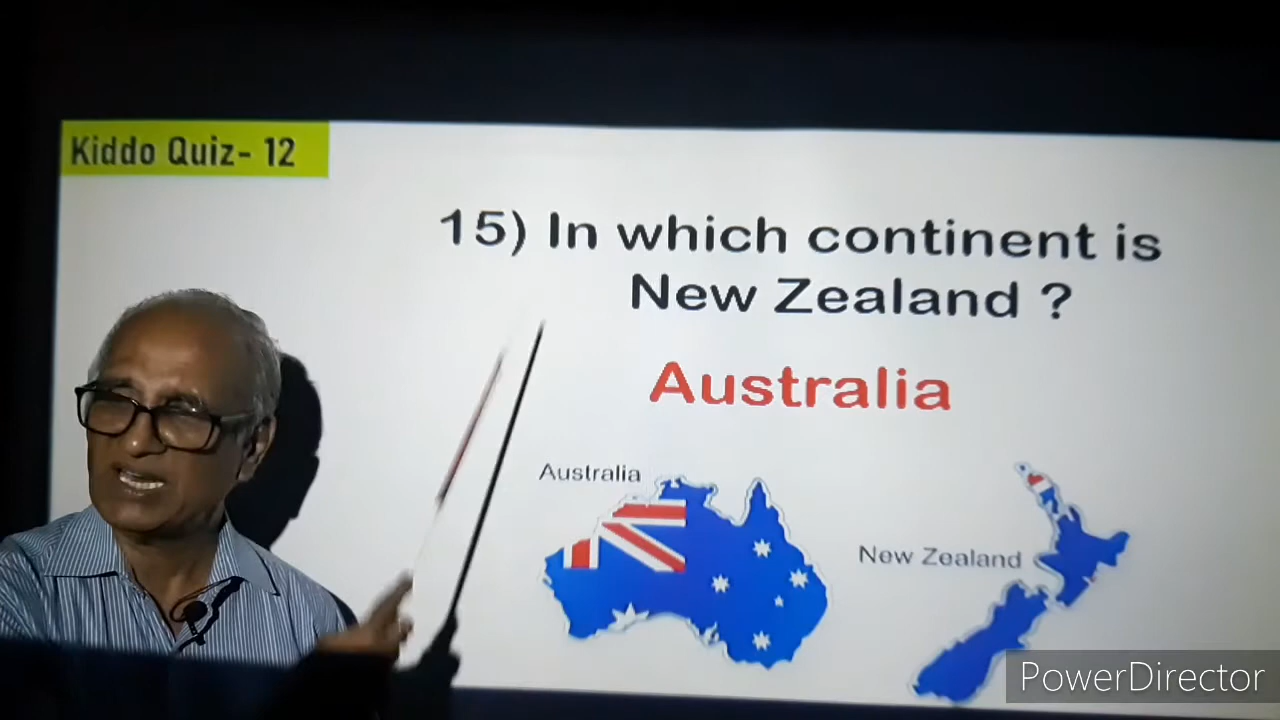 Kiddo Quiz- 12
15) In which continent is
New Zealand ?
Australia
Australia
New Zealand
PowerDirector